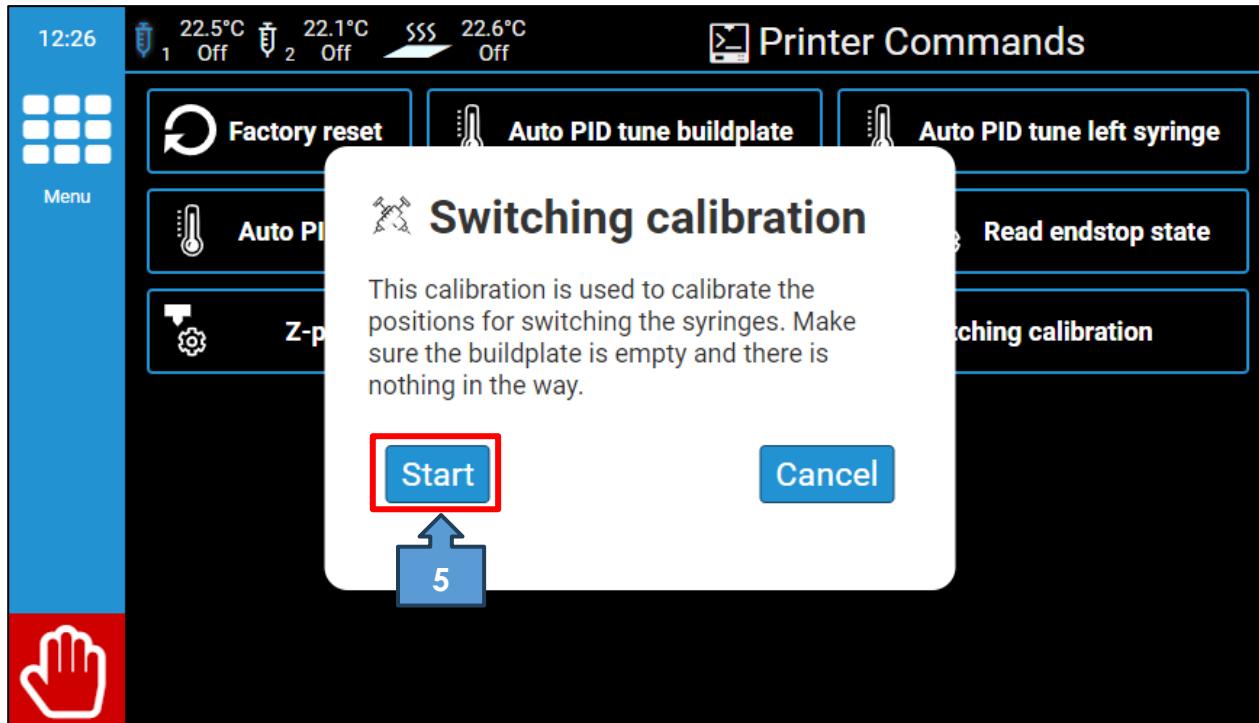 12:26
22.5°C
1 Off
22.1°C
2 Off
22.6°C
Off
Printer Commands
Menu
Factory reset
Auto PID tune buildplate
Auto PID tune left syringe
Auto PI
Read endstop state
Z-p
ching calibration
Switching calibration
This calibration is used to calibrate the
positions for switching the syringes. Make
sure the buildplate is empty and there is
nothing in the way.
Start
Cancel
5